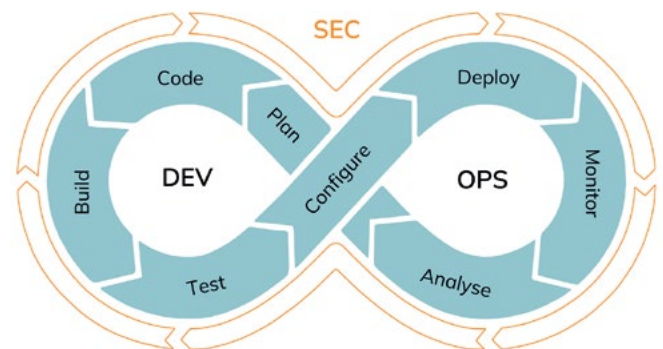 SEC
Code
Deploy
Plan
Configure
DEV
OPS
Build
Monitor
Test
Analyse